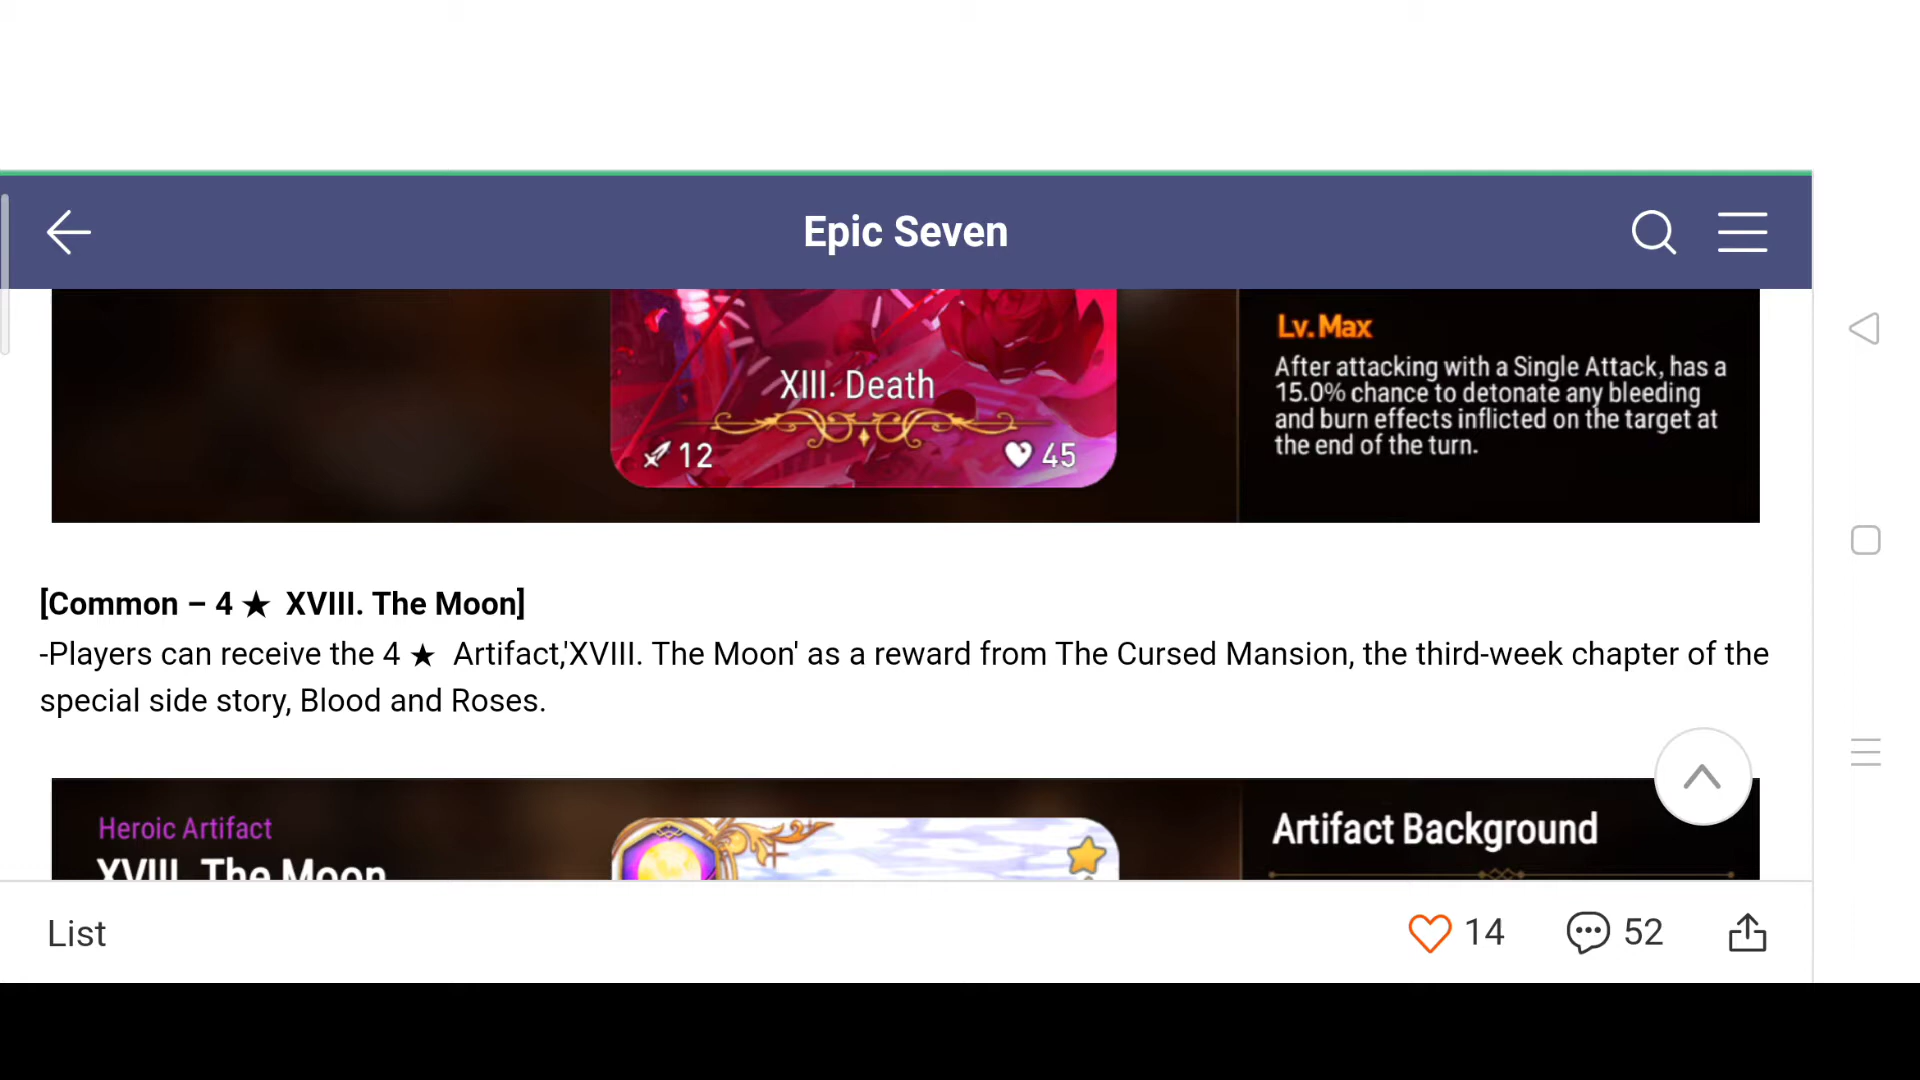 Epic Seven
Lv. Max
After attacking with a Single Attack, has a
15.0% chance to detonate any bleeding
and burn effects inflicted on the target at
the end of the turn.
XIII. Death
12
45
[Common – 4 ★ XVIII. The Moon]
-Players can receive the 4 ★ Artifact,'XVIII. The Moon' as a reward from The Cursed Mansion, the third-week chapter of the
special side story, Blood and Roses.
Heroic Artifact
XVIII. The Moon
Artifact Background
List
14
52